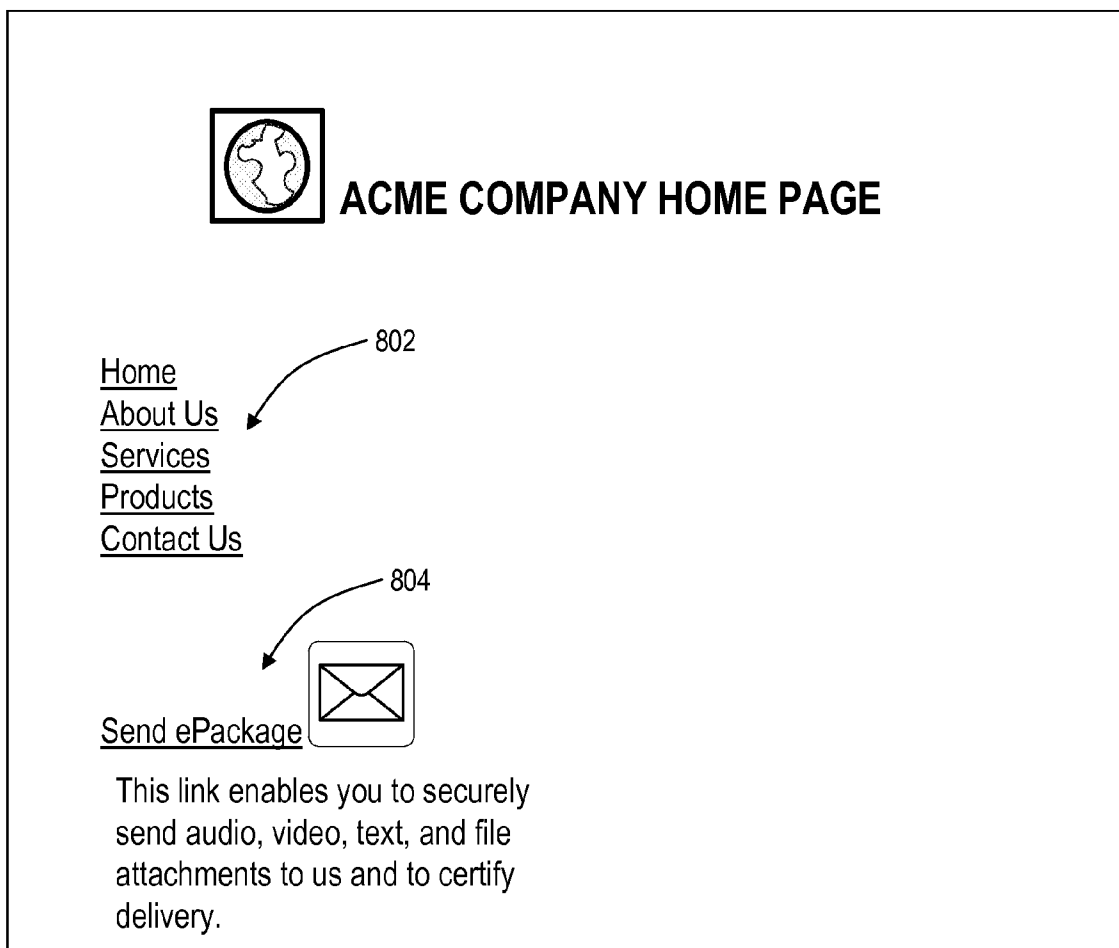 ACME COMPANY HOME PAGE
802
Home
About Us
Services
Products
Contact Us
804
Send ePackage
This link enables you to securely
send audio, video, text, and file
attachments to us and to certify
delivery.